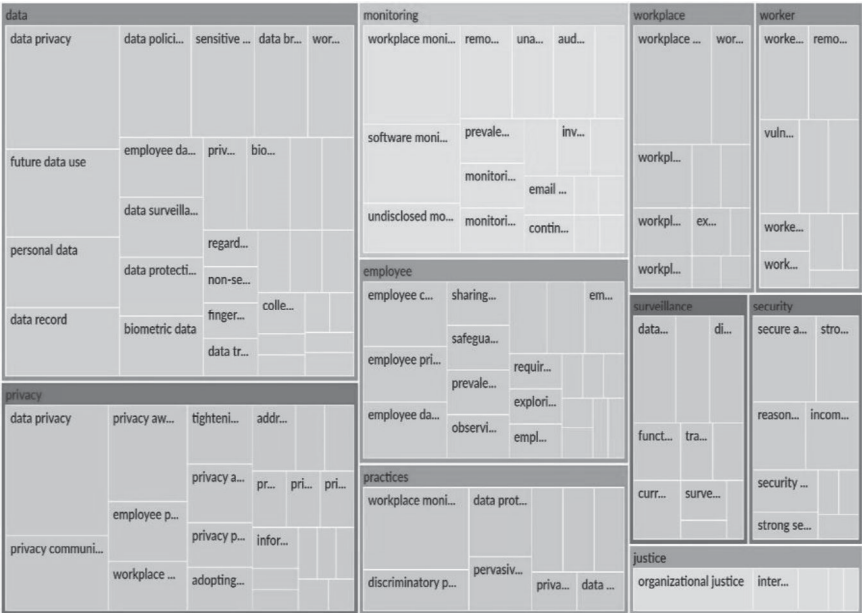 data
data privacy
data polici...
sensitive ...
data br...
wor...
future data use
employee da...
priv...
bio...
data surveilla...
personal data
regard...
data protecti...
non-se...
data record
biometric data
finger...
colle...
data tr...
privacy
data privacy
privacy aw...
tighteni...
addr...
privacy a...
pr...
pri...
pri...
employee p...
privacy communi...
privacy p...
infor...
workplace ...
adopting...
monitoring
workplace moni...
remo...
una...
aud...
software moni...
prevale...
inv...
monitori...
email ...
undisclosed mo...
monitori...
contin...
employee
employee c...
sharing...
em...
safegua...
employee pri...
requir...
prevale...
employee da...
explori...
observi...
empl...
practices
workplace moni...
data prot...
discriminatory p...
pervasiv...
priva...
data ...
workplace
workplace ...
wor...
workpl...
workpl...
ex...
workpl...
worker
worke...
remo...
vuln...
worke...
work...
surveillance
data...
di...
funct...
tra...
curr...
surve...
security
secure a...
stro...
reason...
incom...
security ...
strong se...
justice
organizational justice
inter...